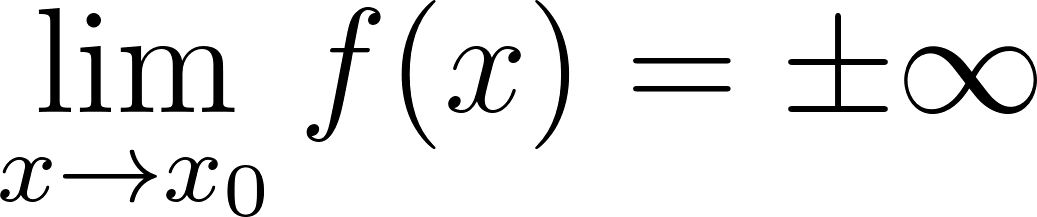 lim f(x) = ±∞
x→x₀